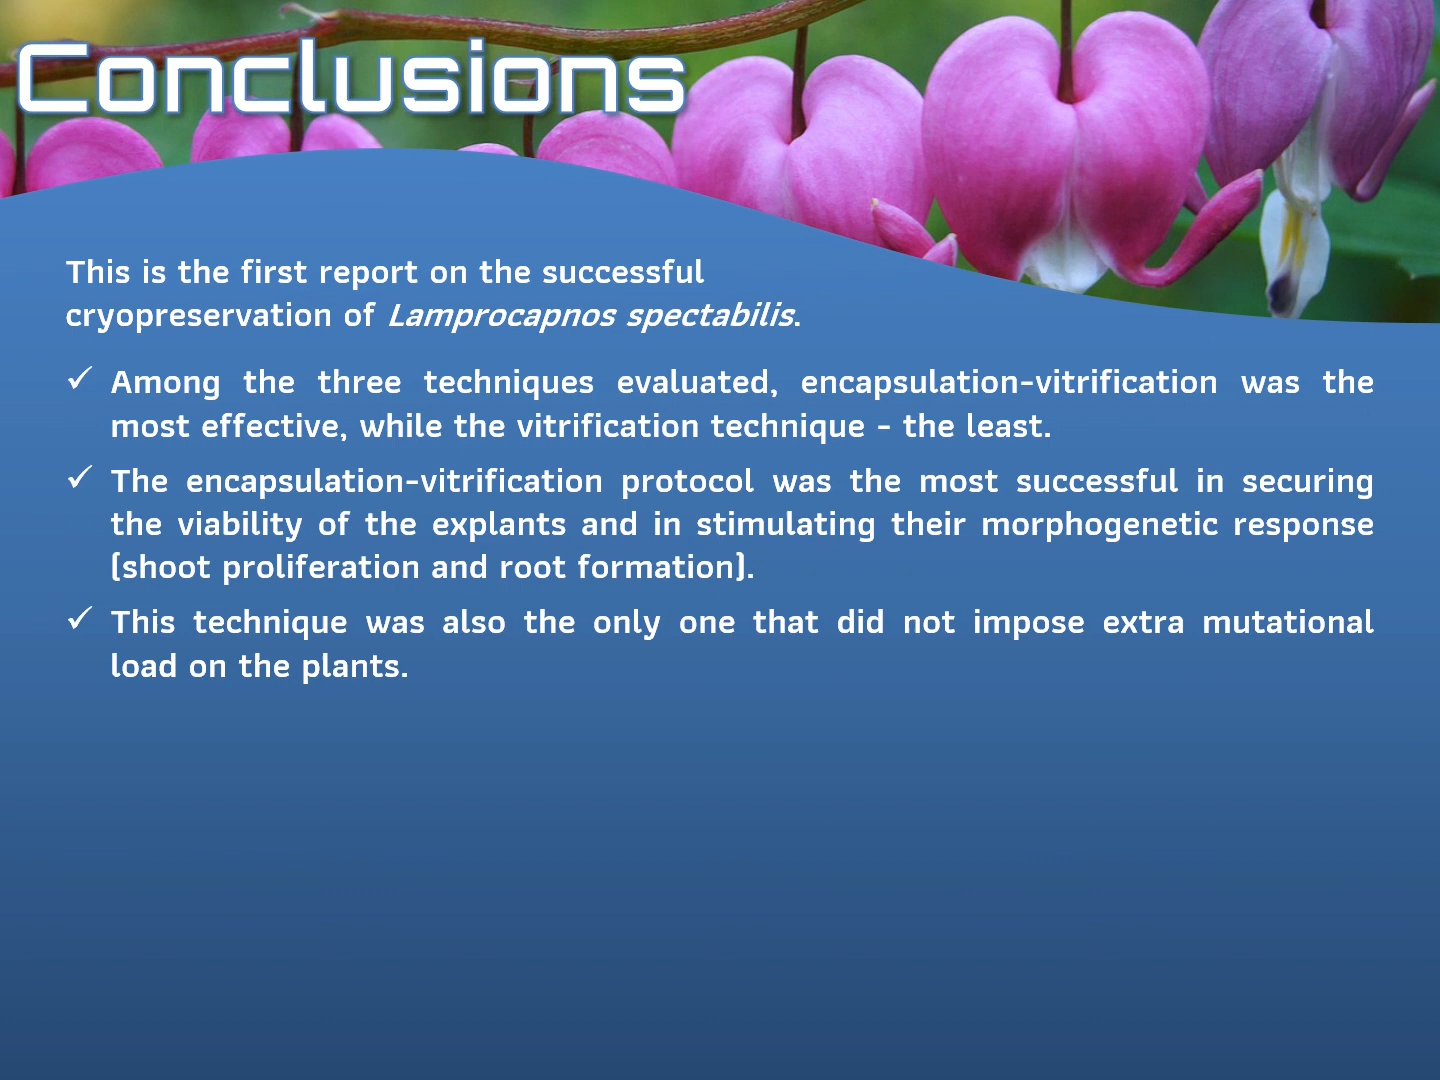 Conclusions
This is the first report on the successful
cryopreservation of Lamprocapnos spectabilis.
✓ Among the three techniques evaluated, encapsulation-vitrification was the
most effective, while the vitrification technique - the least.
✓ The encapsulation-vitrification protocol was the most successful in securing
the viability of the explants and in stimulating their morphogenetic response
(shoot proliferation and root formation).
✓ This technique was also the only one that did not impose extra mutational
load on the plants.